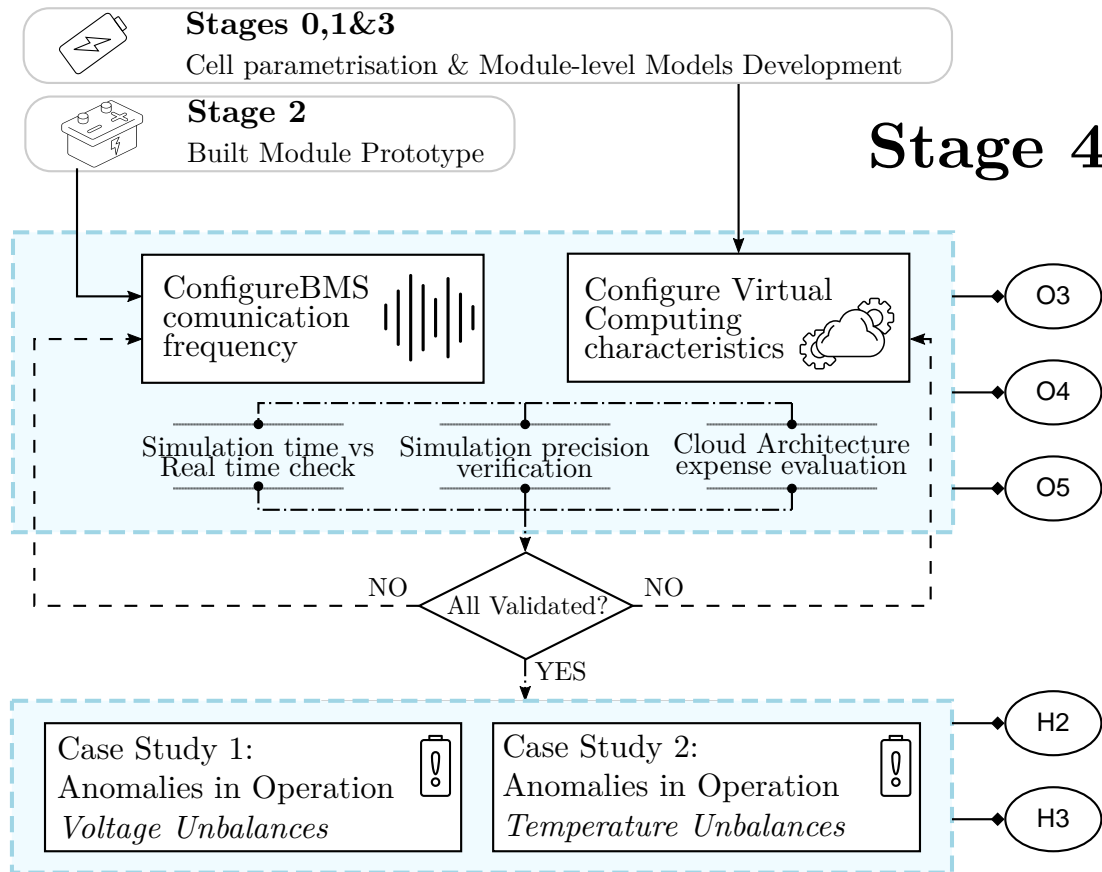 Stages 0,1&3
Cell parametrisation & Module-level Models Development
Stage 2
Built Module Prototype
Stage 4
ConfigureBMS
comunication
frequency
Configure Virtual
Computing
characteristics
O3
O4
O5
Simulation time vs
Real time check
Simulation precision
verification
Cloud Architecture
expense evaluation
NO
All Validated?
NO
YES
Case Study 1:
Anomalies in Operation
Voltage Unbalances
Case Study 2:
Anomalies in Operation
Temperature Unbalances
H2
H3